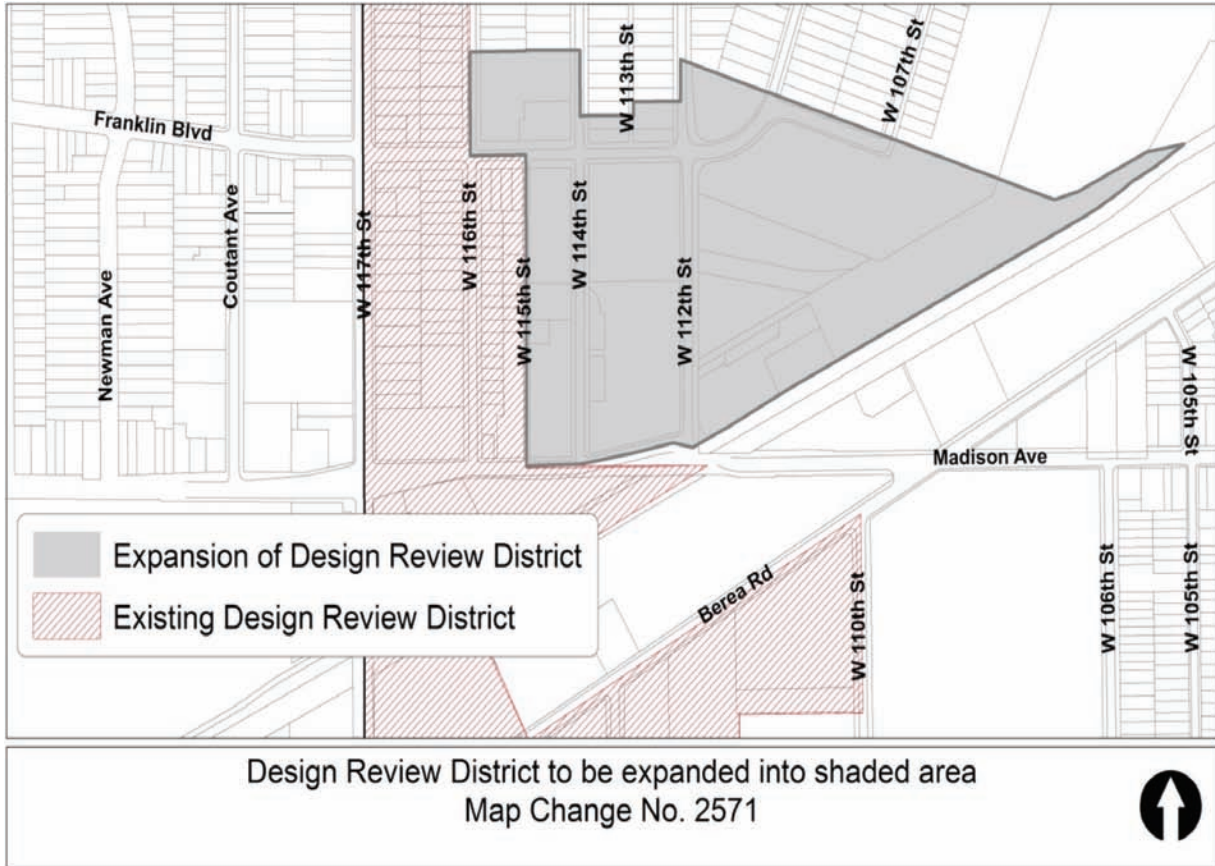 W 113th St
W 107th St
Franklin Blvd
Newman Ave
Coutant Ave
W 117th St
W 116th St
W 115th St
W 114th St
W 112th St
W 105th St
Madison Ave
Expansion of Design Review District
Existing Design Review District
Berea Rd
W 110th St
W 106th St
W 105th St
Design Review District to be expanded into shaded area
Map Change No. 2571